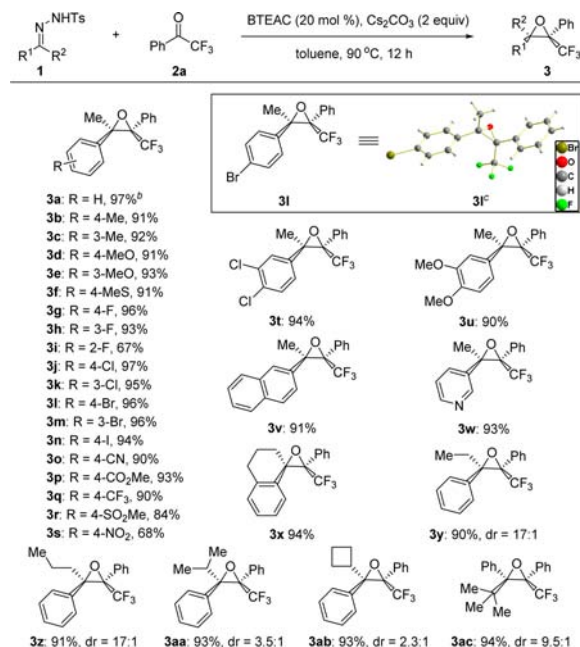 NNHTs
R1 R2
1
+
Ph O CF3
2a
BTEAC (20 mol %), Cs2CO3 (2 equiv)
toluene, 90 oC, 12 h
R2 O Ph
R1 CF3
3
Me O Ph
CF3
R
3a: R = H, 97%b
3b: R = 4-Me, 91%
3c: R = 3-Me, 92%
3d: R = 4-MeO, 91%
3e: R = 3-MeO, 93%
3f: R = 4-MeS, 91%
3g: R = 4-F, 96%
3h: R = 3-F, 93%
3i: R = 2-F, 67%
3j: R = 4-Cl, 97%
3k: R = 3-Cl, 95%
3l: R = 4-Br, 96%
3m: R = 3-Br, 96%
3n: R = 4-I, 94%
3o: R = 4-CN, 90%
3p: R = 4-CO2Me, 93%
3q: R = 4-CF3, 90%
3r: R = 4-SO2Me, 84%
3s: R = 4-NO2, 68%
Me O Ph
CF3
Br
3l
≡
3lc
Br
O
C
H
F
Me O Ph
Cl CF3
Cl
3t: 94%
Me O Ph
MeO CF3
MeO
3u: 90%
Me O Ph
CF3
3v: 91%
Me O Ph
CF3
N
3w: 93%
O Ph
CF3
3x 94%
Me O Ph
CF3
3y: 90%, dr = 17:1
Me O Ph
CF3
3z: 91%, dr = 17:1
Me
Me O Ph
CF3
3aa: 93%, dr = 3.5:1
O Ph
CF3
3ab: 93%, dr = 2.3:1
Ph O Ph
Me CF3
Me Me
3ac: 94%, dr = 9.5:1